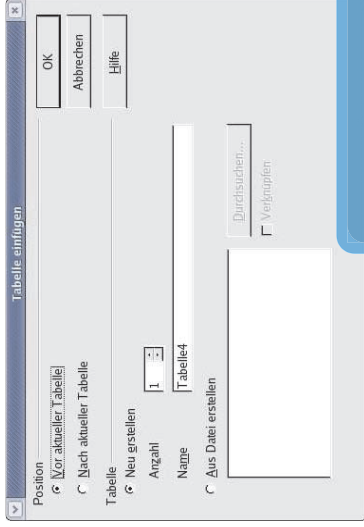 Tabelle einfügen
Position
Vor aktueller Tabelle
Nach aktueller Tabelle
Tabelle
Neu erstellen
Anzahl 1
Name Tabelle4
Aus Datei erstellen
Durchsuchen...
Verknüpfen
OK
Abbrechen
Hilfe